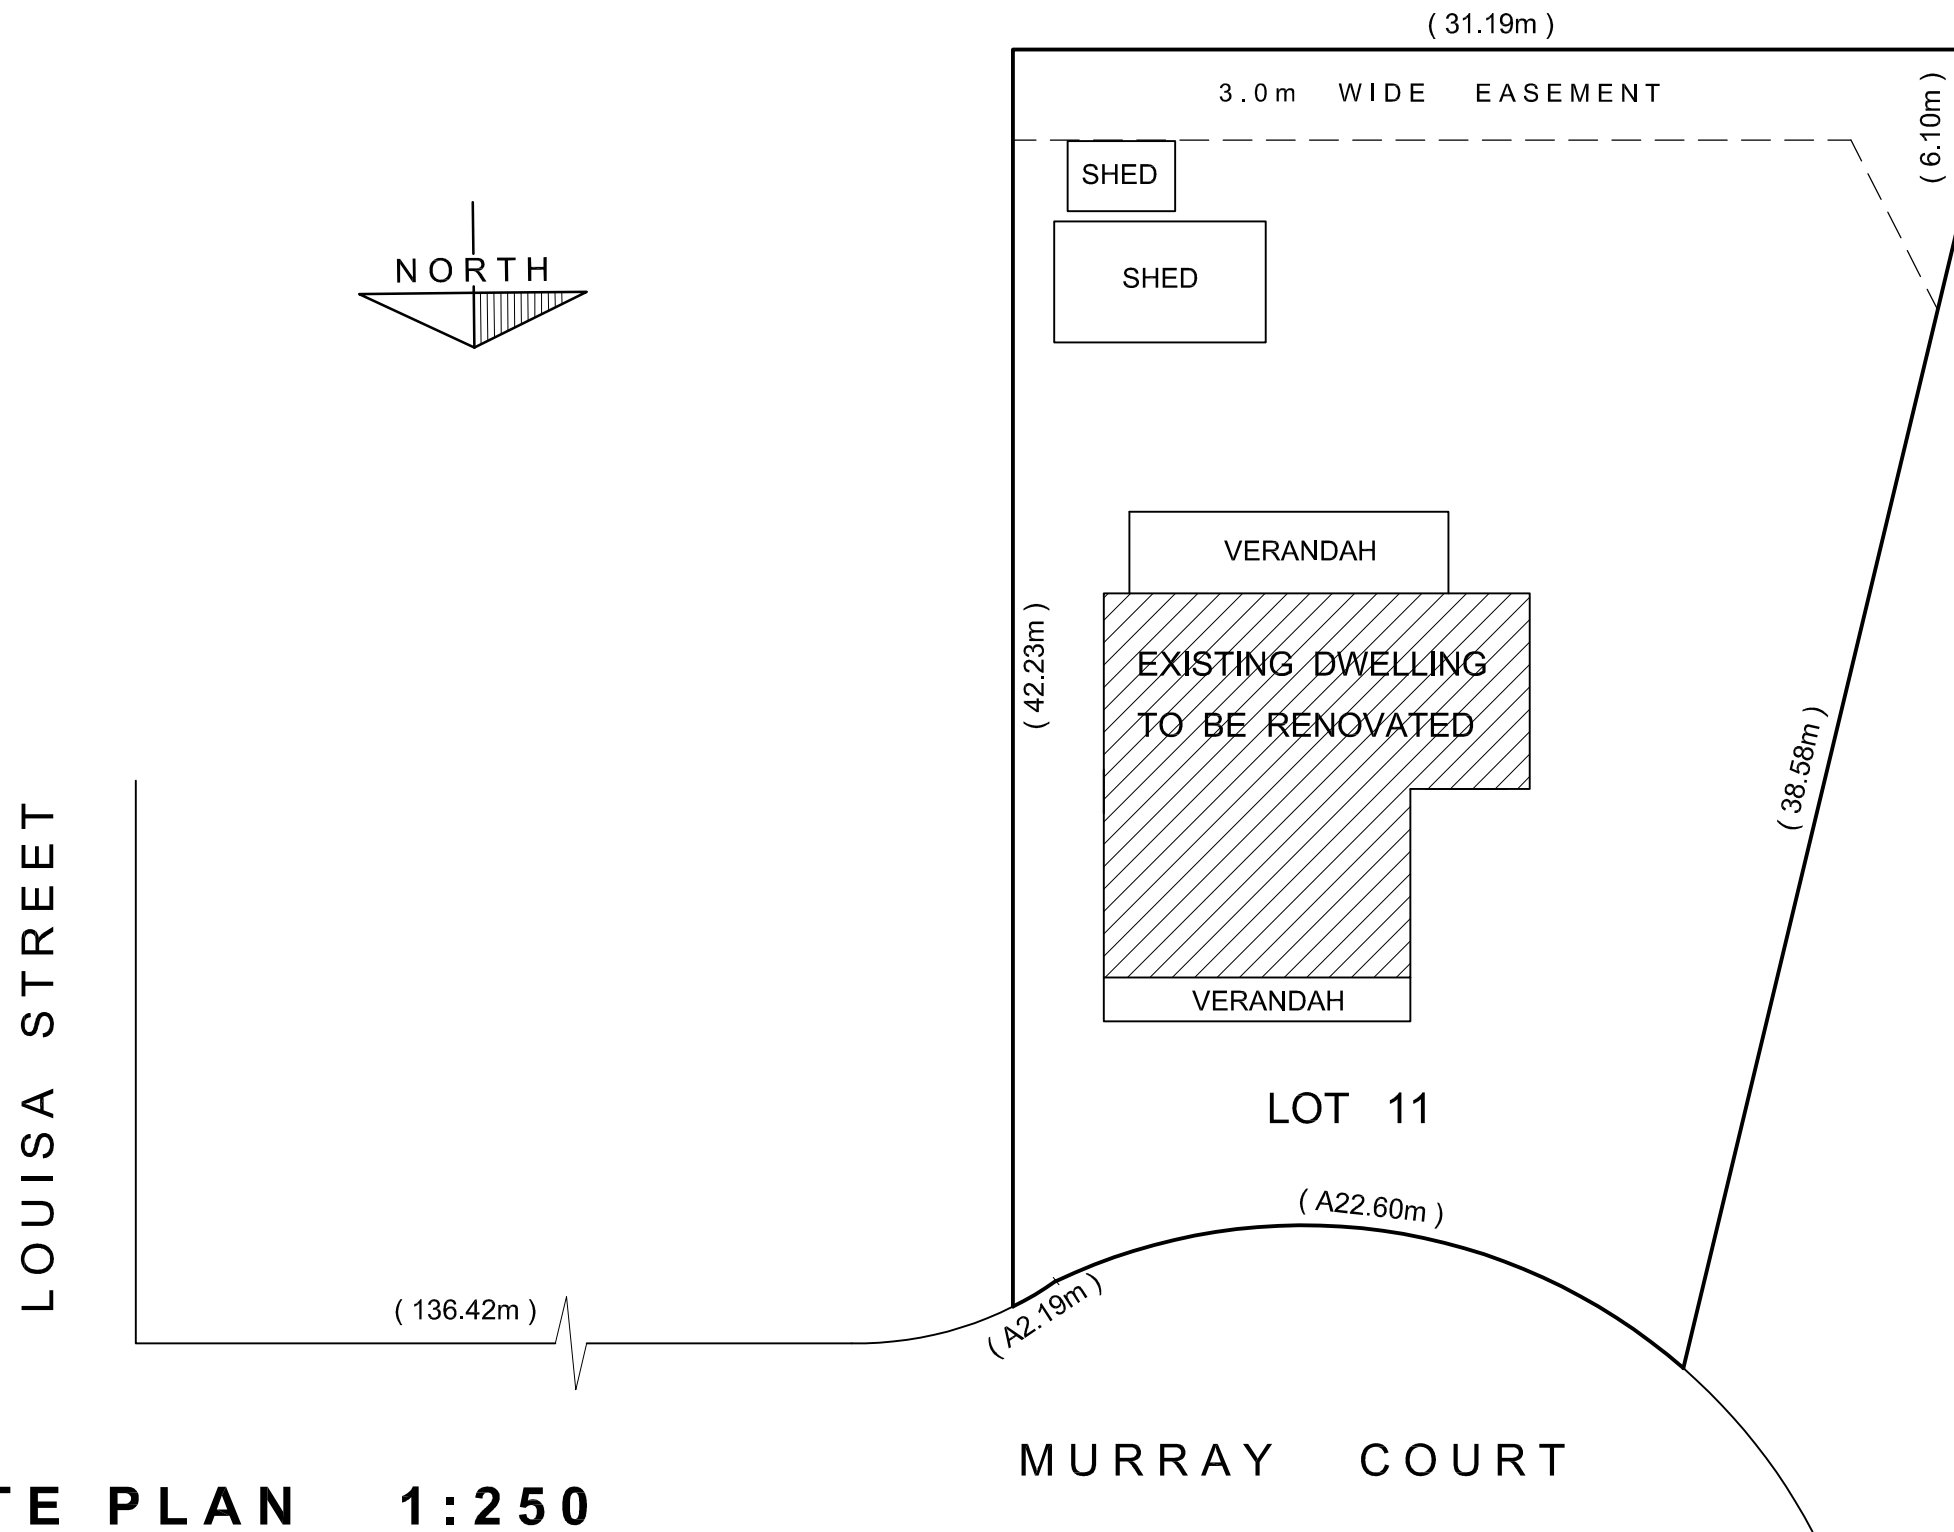 ( 31.19m )
3.0m WIDE EASEMENT
( 6.10m )
SHED
NORTH
SHED
VERANDAH
( 42.23m )
EXISTING DWELLING
TO BE RENOVATED
( 38.58m )
LOUISA STREET
VERANDAH
LOT 11
( A22.60m )
( A2.19m )
( 136.42m )
MURRAY COURT
TE PLAN 1:250